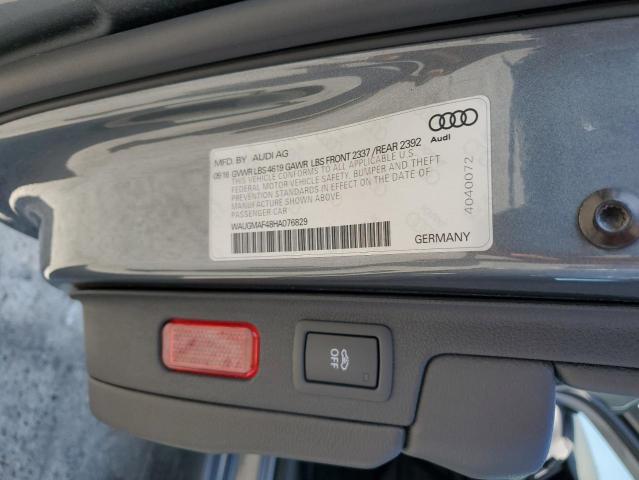 MFD. BY AUDI AG
09/16 GWWR LBS 4619 GAWR LBS FRONT 2337 /REAR 2392
THIS VEHICLE CONFORMS TO ALL APPLICABLE U.S.
FEDERAL MOTOR VEHICLE SAFETY, BUMPER AND THEFT
PREVENTION STANDARDS IN EFFECT ON THE DATE OF
MANUFACTURE SHOWN ABOVE.
PASSENGER CAR
WAUGMAF48HA076829
Audi
4040072
GERMANY
OFF